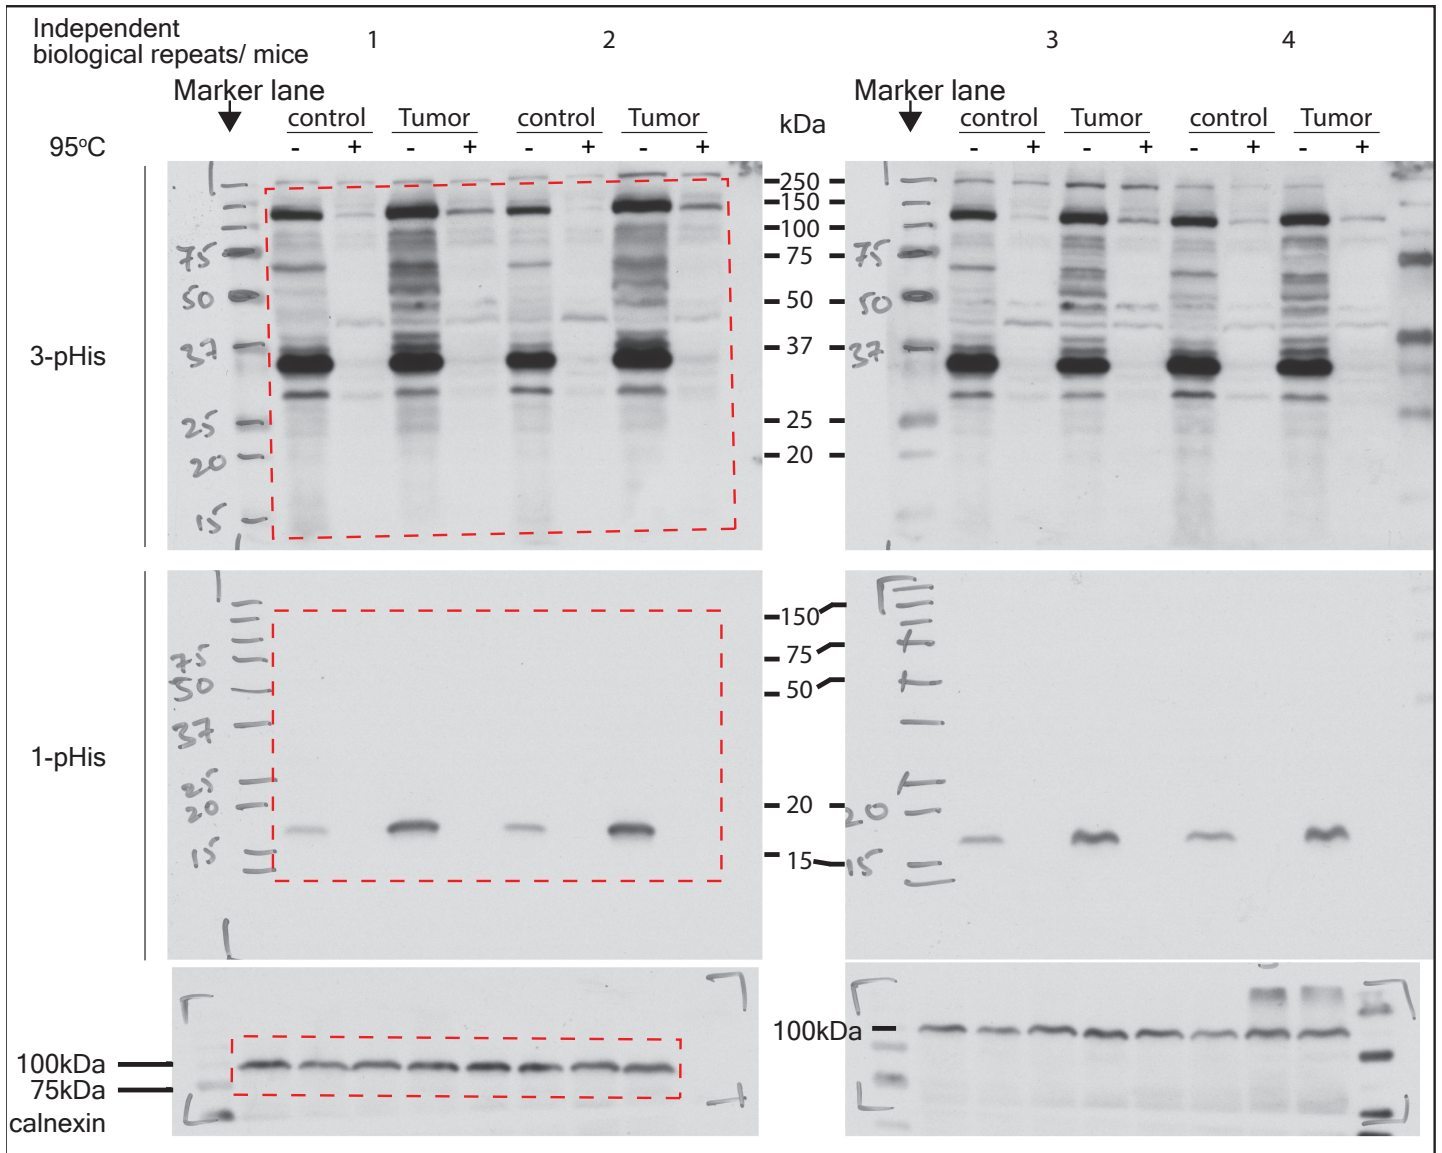 Independent
biological repeats/ mice
1 2 3 4
Marker lane Marker lane
control Tumor control Tumor kDa control Tumor control Tumor
95°C - + - + - + - + - + - + - + - +
3-pHis
75
50
37
25
20
15
250
150
100
75
50
37
25
20
75
50
37
1-pHis
75
50
37
25
20
15
150
75
50
20
15
20
15
100kDa
75kDa
calnexin
100kDa